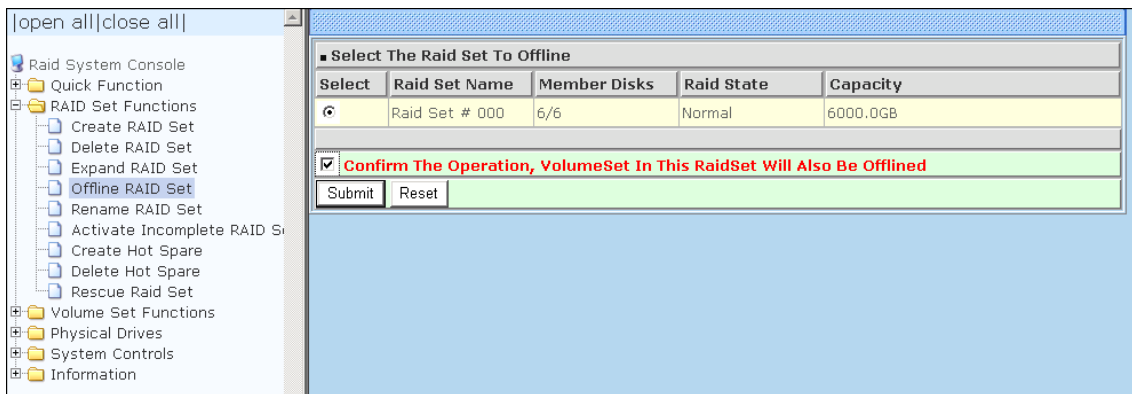 |open all|close all|
Raid System Console
Quick Function
RAID Set Functions
Create RAID Set
Delete RAID Set
Expand RAID Set
Offline RAID Set
Rename RAID Set
Activate Incomplete RAID
Create Hot Spare
Delete Hot Spare
Rescue Raid Set
Volume Set Functions
Physical Drives
System Controls
Information
Select The Raid Set To Offline
Select Raid Set Name Member Disks Raid State Capacity
Raid Set # 000 6/6 Normal 6000.0GB
Confirm The Operation, VolumeSet In This RaidSet Will Also Be Offlined
Submit Reset